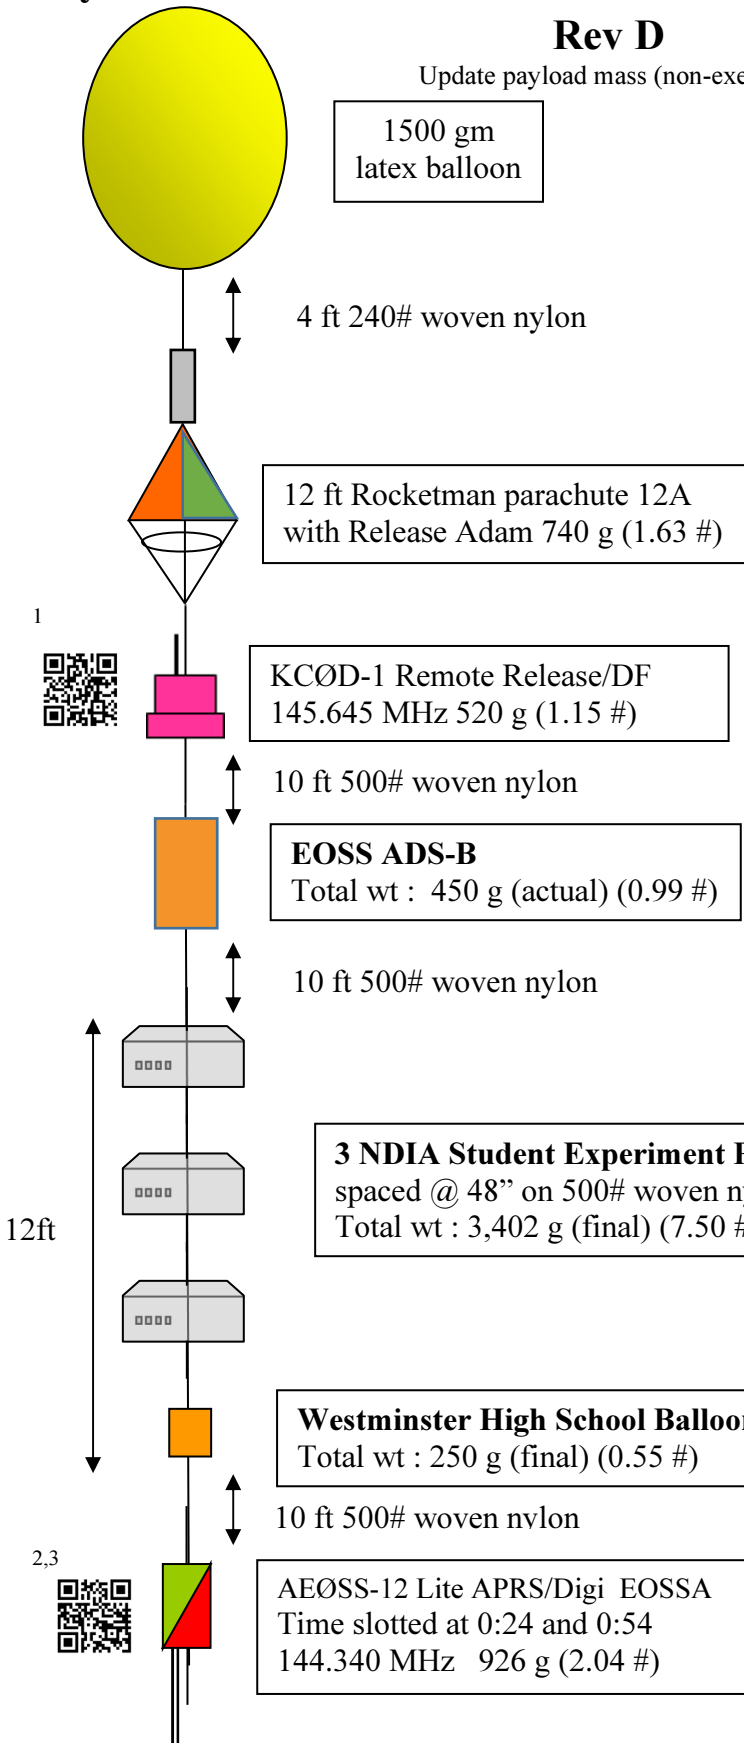 Rev D
Update payload mass (non-exe
1500 gm
latex balloon
4 ft 240# woven nylon
12 ft Rocketman parachute 12A
with Release Adam 740 g (1.63 #)
1
KCØD-1 Remote Release/DF
145.645 MHz 520 g (1.15 #)
10 ft 500# woven nylon
EOSS ADS-B
Total wt : 450 g (actual) (0.99 #)
10 ft 500# woven nylon
3 NDIA Student Experiment
spaced @ 48” on 500# woven
Total wt : 3,402 g (final) (7.50 #
12ft
Westminster High School Balloon
Total wt : 250 g (final) (0.55 #)
10 ft 500# woven nylon
2,3
AEØSS-12 Lite APRS/Digi EOSSA
Time slotted at 0:24 and 0:54
144.340 MHz 926 g (2.04 #)